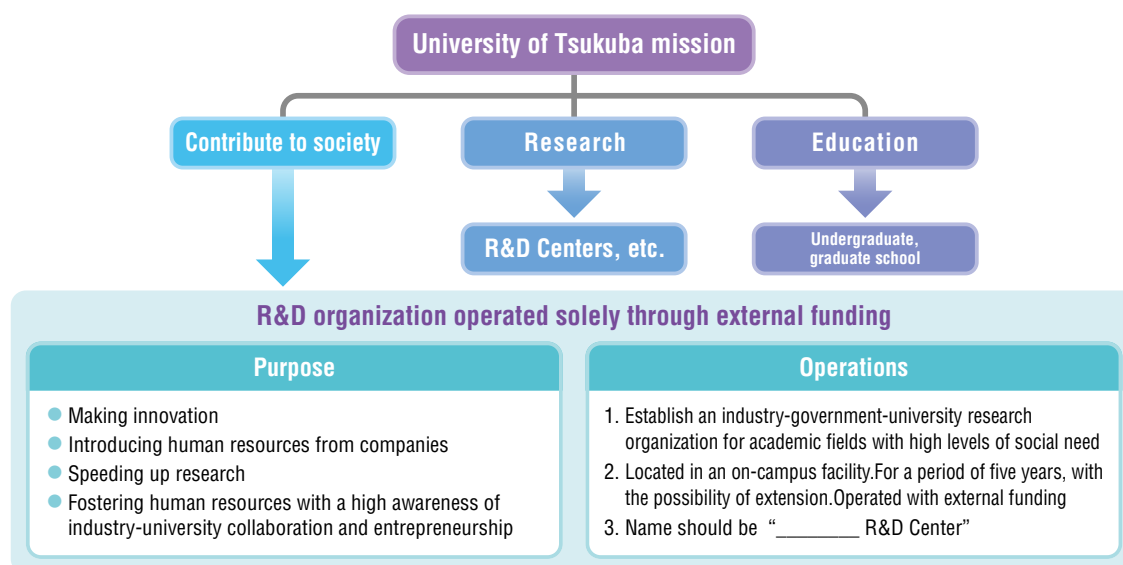 University of Tsukuba mission
Contribute to society
Research
Education
R&D Centers, etc.
Undergraduate,
graduate school
R&D organization operated solely through external funding
Purpose
● Making innovation
● Introducing human resources from companies
● Speeding up research
● Fostering human resources with a high awareness of
industry-university collaboration and entrepreneurship
Operations
1. Establish an industry-government-university research
organization for academic fields with high levels of social need
2. Located in an on-campus facility.For a period of five years, with
the possibility of extension.Operated with external funding
3. Name should be “________ R&D Center”